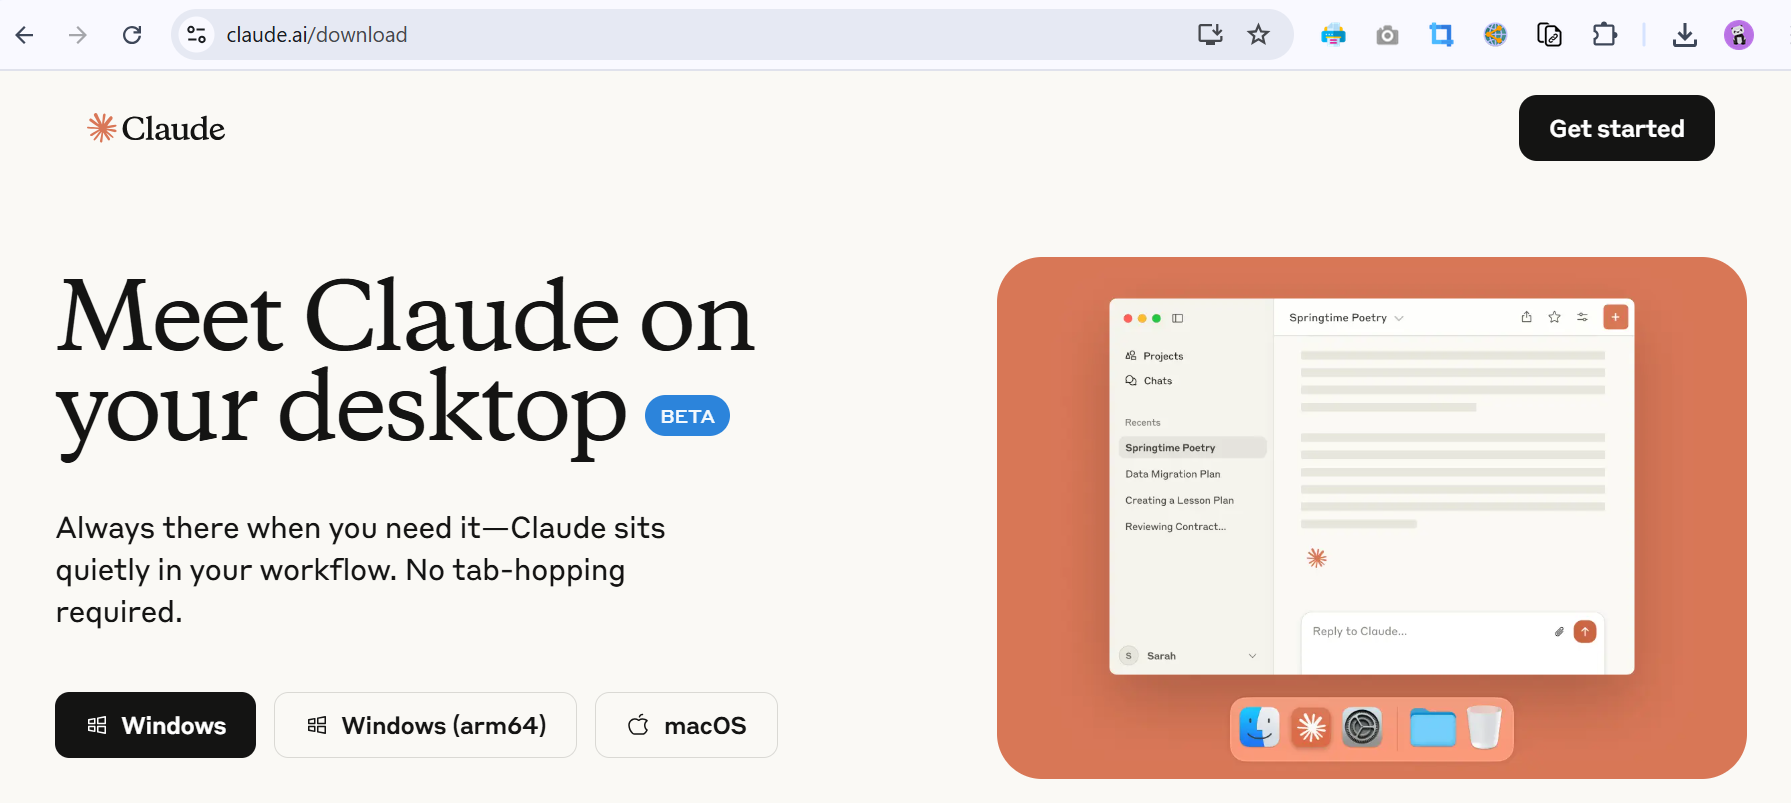 claude.ai/download
Claude
Get started
Meet Claude on
your desktop BETA
Always there when you need it—Claude sits
quietly in your workflow. No tab-hopping
required.
Windows
Windows (arm64)
macOS
Springtime Poetry
Projects
Chats
Recents
Springtime Poetry
Data Migration Plan
Creating a Lesson Plan
Reviewing Contract...
Reply to Claude...
S Sarah